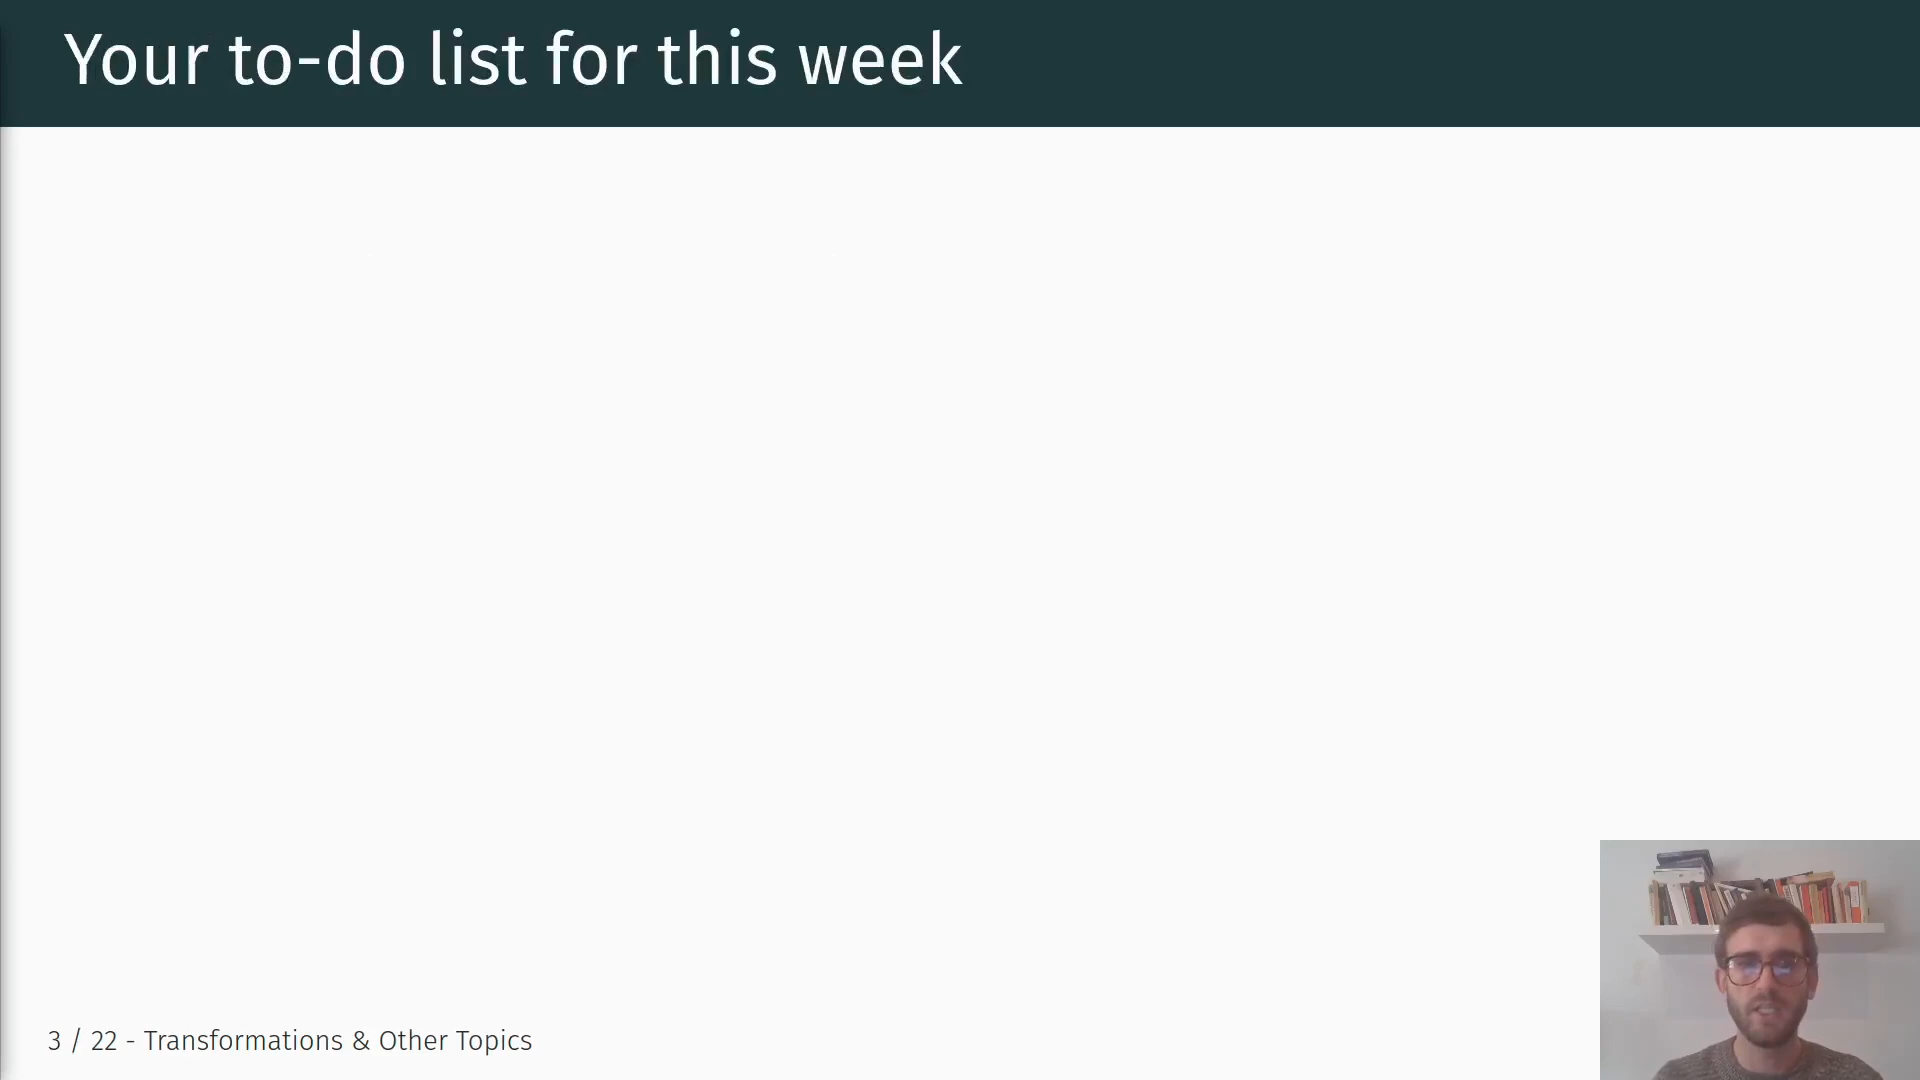 Your to-do list for this week
3 / 22 - Transformations & Other Topics